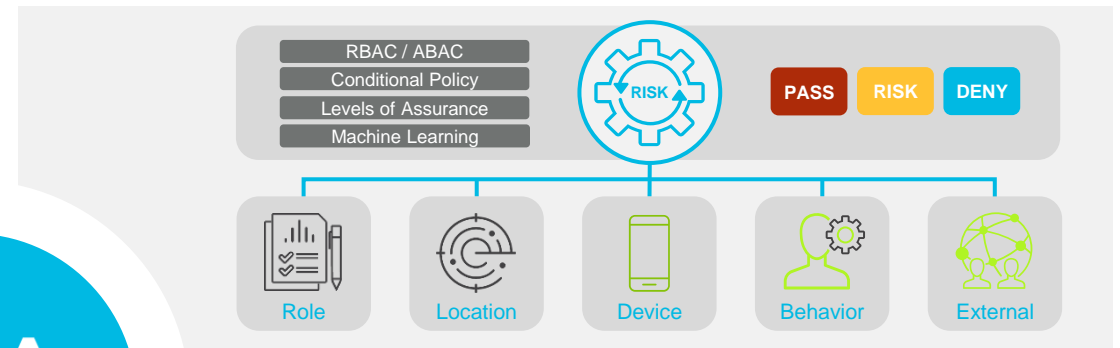 RBAC / ABAC
Conditional Policy
Levels of Assurance
Machine Learning
RISK
PASS RISK DENY
Role Location Device Behavior External